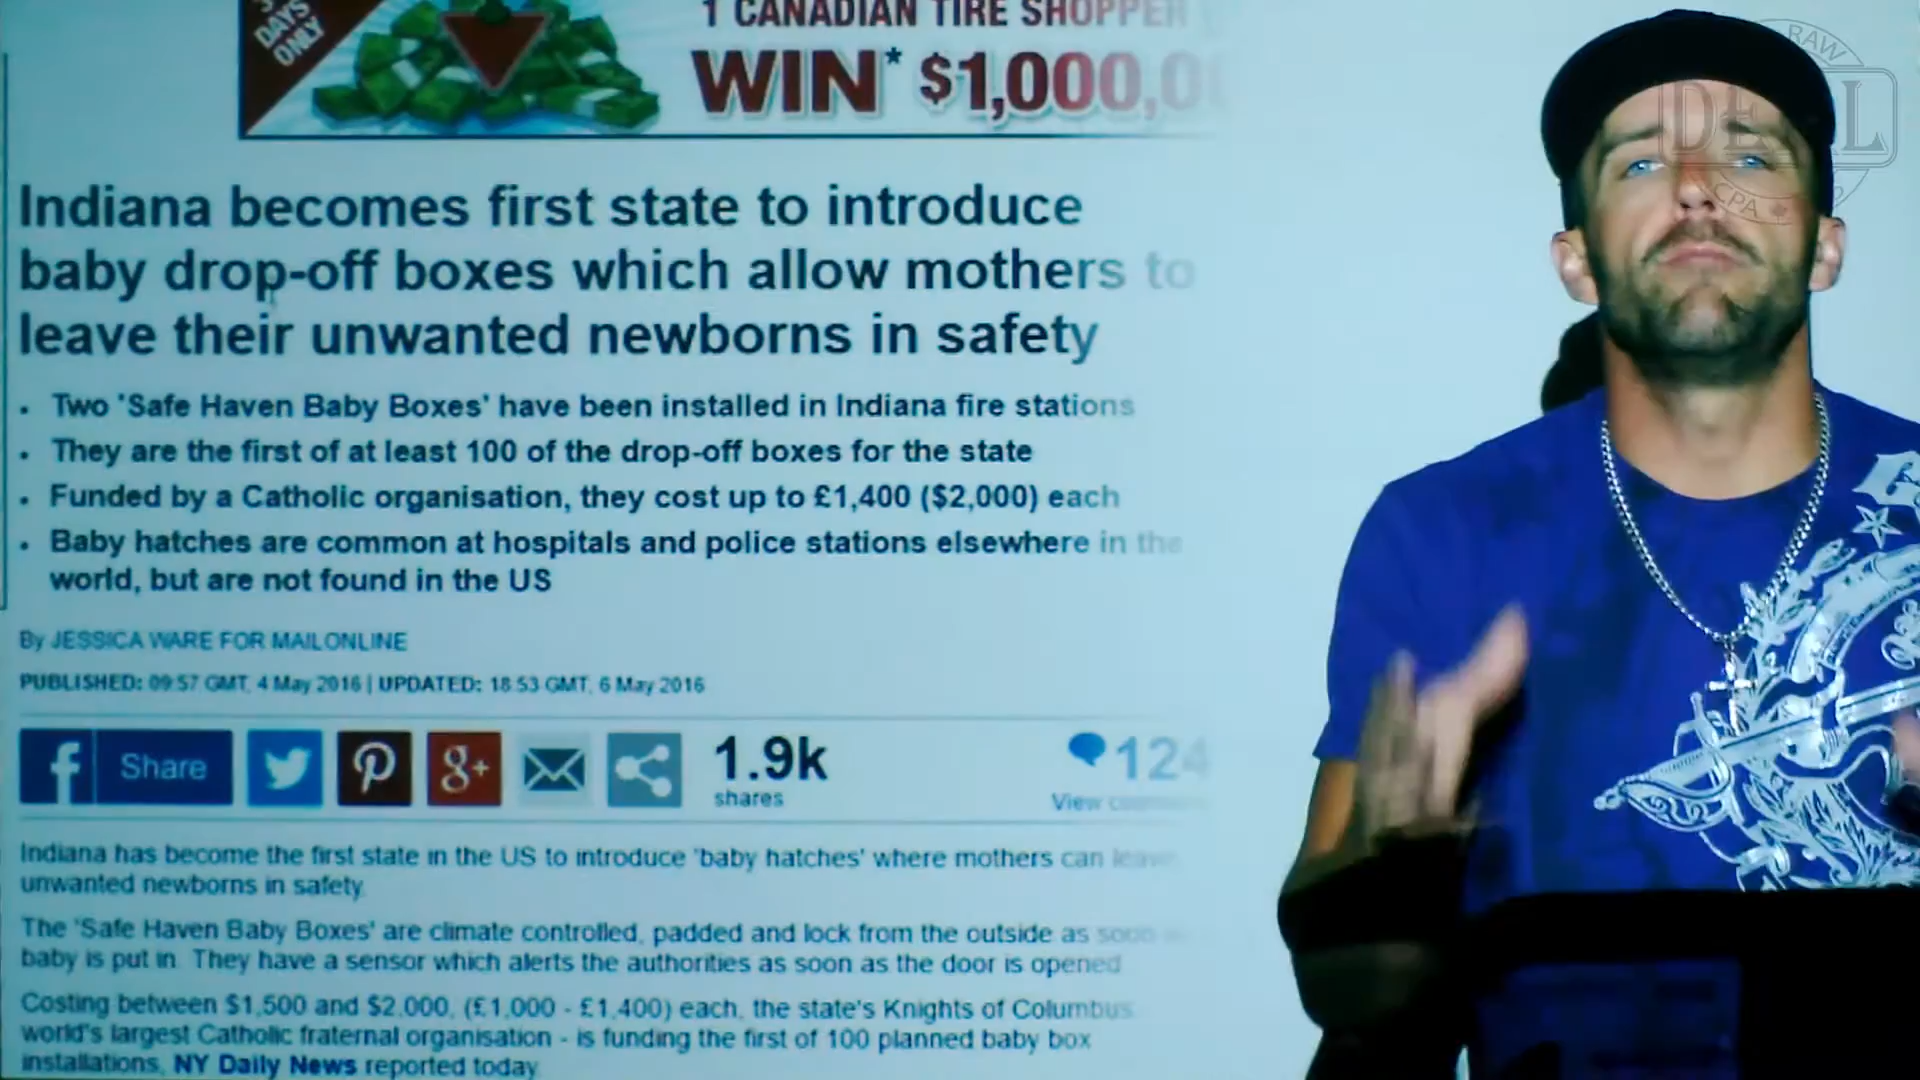 3 DAYS ONLY
1 CANADIAN TIRE SHOPPER
WIN* $1,000,0
RAW
DEAL
CPA
Indiana becomes first state to introduce
baby drop-off boxes which allow mothers to
leave their unwanted newborns in safety
• Two 'Safe Haven Baby Boxes' have been installed in Indiana fire stations
• They are the first of at least 100 of the drop-off boxes for the state
• Funded by a Catholic organisation, they cost up to £1,400 ($2,000) each
• Baby hatches are common at hospitals and police stations elsewhere in the
world, but are not found in the US
By JESSICA WARE FOR MAILONLINE
PUBLISHED: 09:57 GMT, 4 May 2016 | UPDATED: 18:53 GMT, 6 May 2016
f Share
g+
1.9k
shares
124
View
Indiana has become the first state in the US to introduce 'baby hatches' where mothers can leave
unwanted newborns in safety.
The 'Safe Haven Baby Boxes' are climate controlled, padded and lock from the outside as soon
baby is put in. They have a sensor which alerts the authorities as soon as the door is opened
Costing between $1,500 and $2,000, (£1,000 - £1,400) each, the state's Knights of Columbus
world's largest Catholic fraternal organisation - is funding the first of 100 planned baby box
installations, NY Daily News reported today